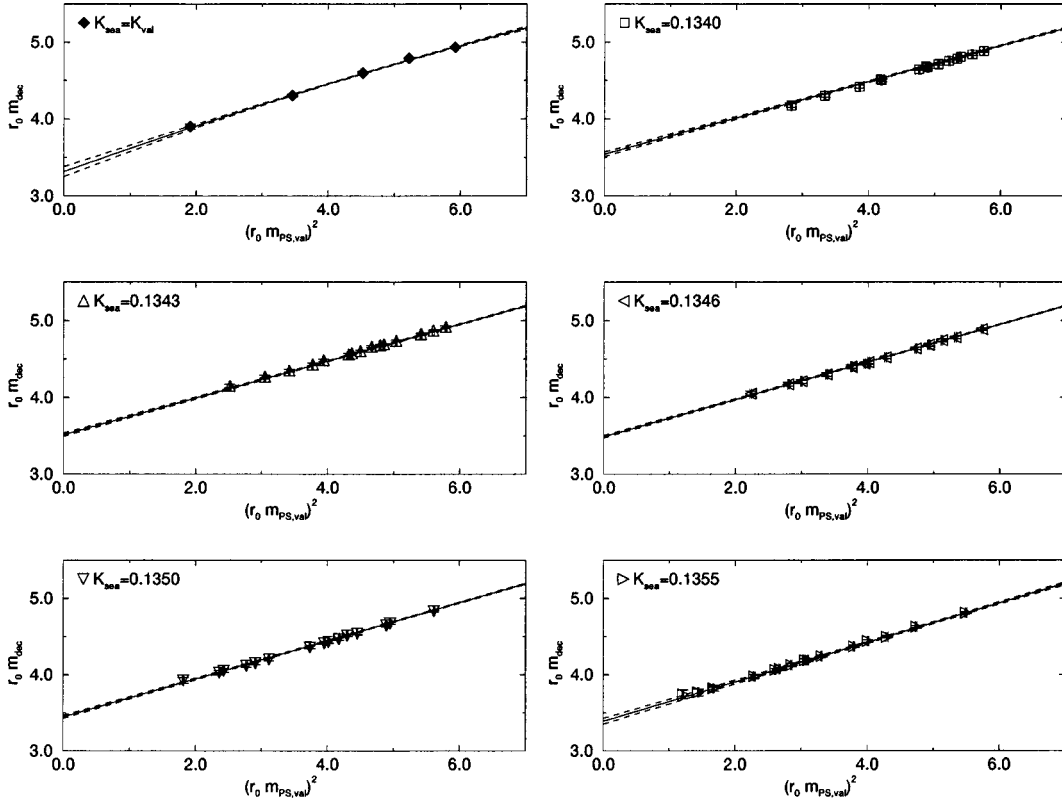 K_sea=K_val
5.0
4.0
3.0
r_0 m_dec
0.0 2.0 4.0 6.0
(r_0 m_PS,val)^2
K_sea=0.1340
5.0
4.0
3.0
r_0 m_dec
0.0 2.0 4.0 6.0
(r_0 m_PS,val)^2
K_sea=0.1343
5.0
4.0
3.0
r_0 m_dec
0.0 2.0 4.0 6.0
(r_0 m_PS,val)^2
K_sea=0.1346
5.0
4.0
3.0
r_0 m_dec
0.0 2.0 4.0 6.0
(r_0 m_PS,val)^2
K_sea=0.1350
5.0
4.0
3.0
r_0 m_dec
0.0 2.0 4.0 6.0
(r_0 m_PS,val)^2
K_sea=0.1355
5.0
4.0
3.0
r_0 m_dec
0.0 2.0 4.0 6.0
(r_0 m_PS,val)^2